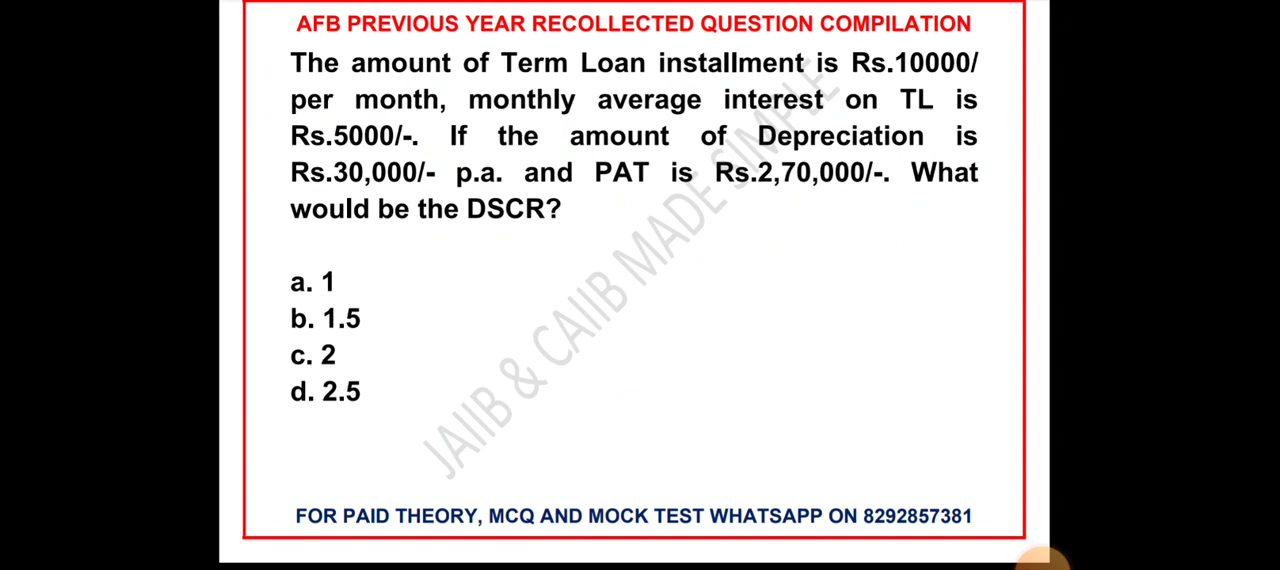 AFB PREVIOUS YEAR RECOLLECTED QUESTION COMPILATION
The amount of Term Loan installment is Rs.10000/
per month, monthly average interest on TL is
Rs.5000/-. If the amount of Depreciation is
Rs.30,000/- p.a. and PAT is Rs.2,70,000/-. What
would be the DSCR?
a. 1
b. 1.5
c. 2
d. 2.5
JAIIB & CAIIB MADE SIMPLE
FOR PAID THEORY, MCQ AND MOCK TEST WHATSAPP ON 8292857381